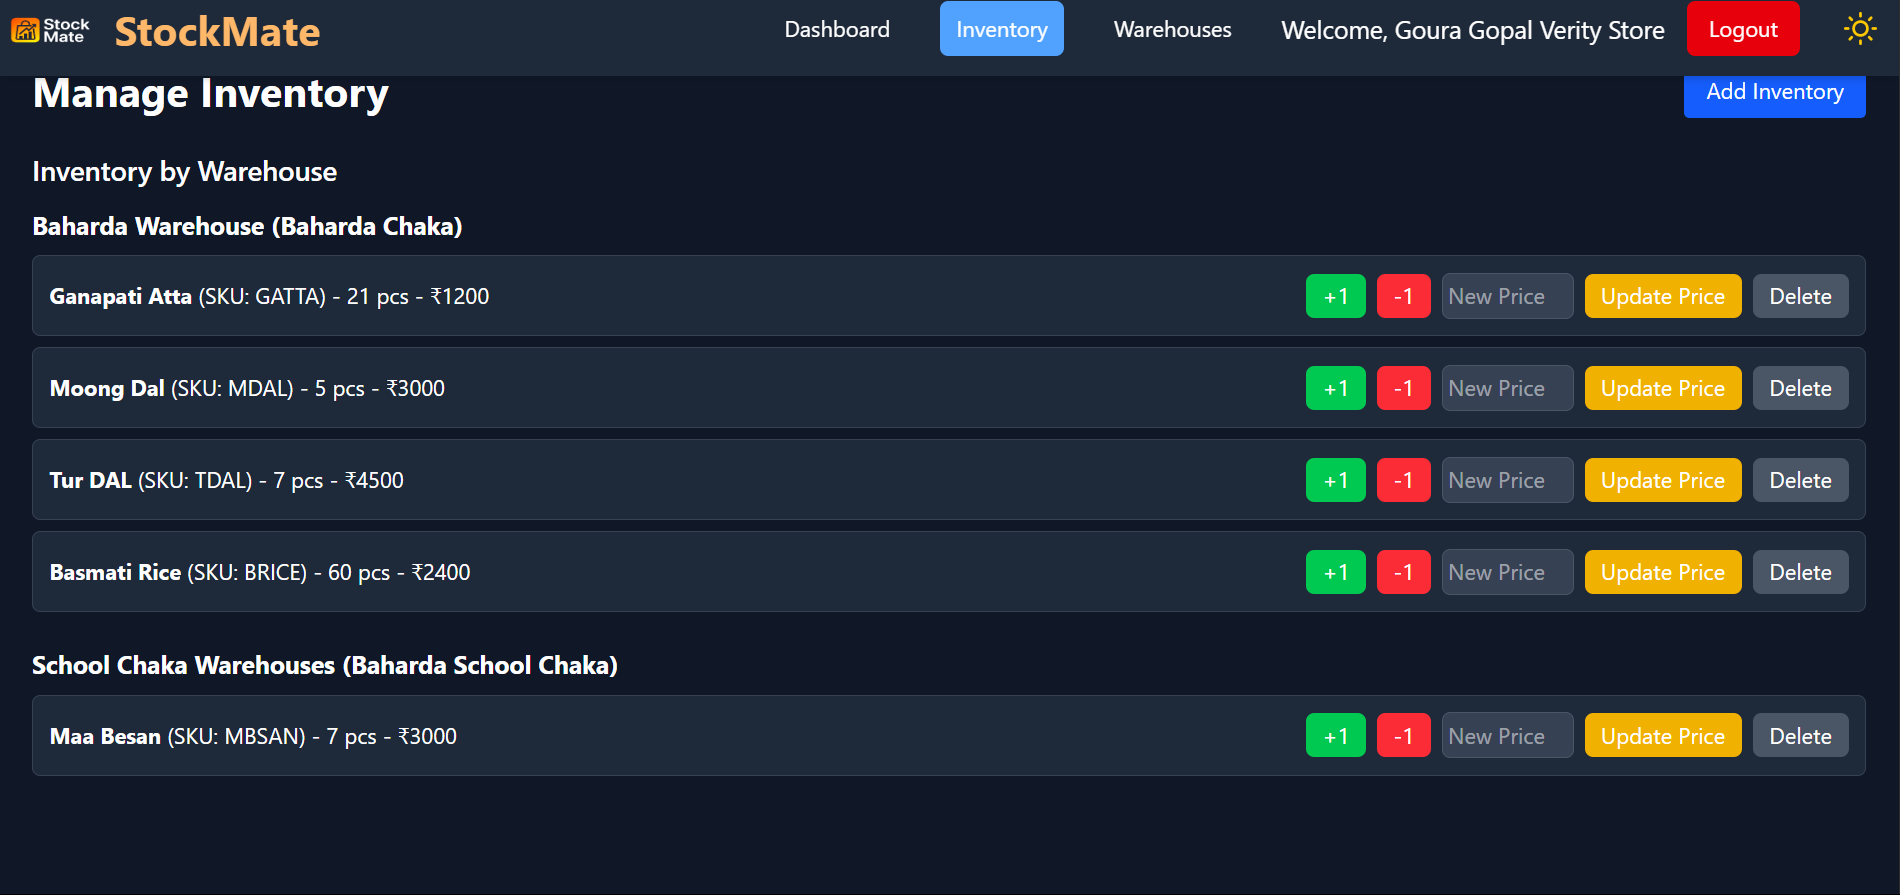 Stock
Mate
StockMate
Dashboard
Inventory
Warehouses
Welcome, Goura Gopal Verity Store
Logout
Manage Inventory
Add Inventory
Inventory by Warehouse
Baharda Warehouse (Baharda Chaka)
Ganapati Atta (SKU: GATTA) - 21 pcs - ₹1200
+1 -1 New Price Update Price Delete
Moong Dal (SKU: MDAL) - 5 pcs - ₹3000
+1 -1 New Price Update Price Delete
Tur DAL (SKU: TDAL) - 7 pcs - ₹4500
+1 -1 New Price Update Price Delete
Basmati Rice (SKU: BRICE) - 60 pcs - ₹2400
+1 -1 New Price Update Price Delete
School Chaka Warehouses (Baharda School Chaka)
Maa Besan (SKU: MBSAN) - 7 pcs - ₹3000
+1 -1 New Price Update Price Delete